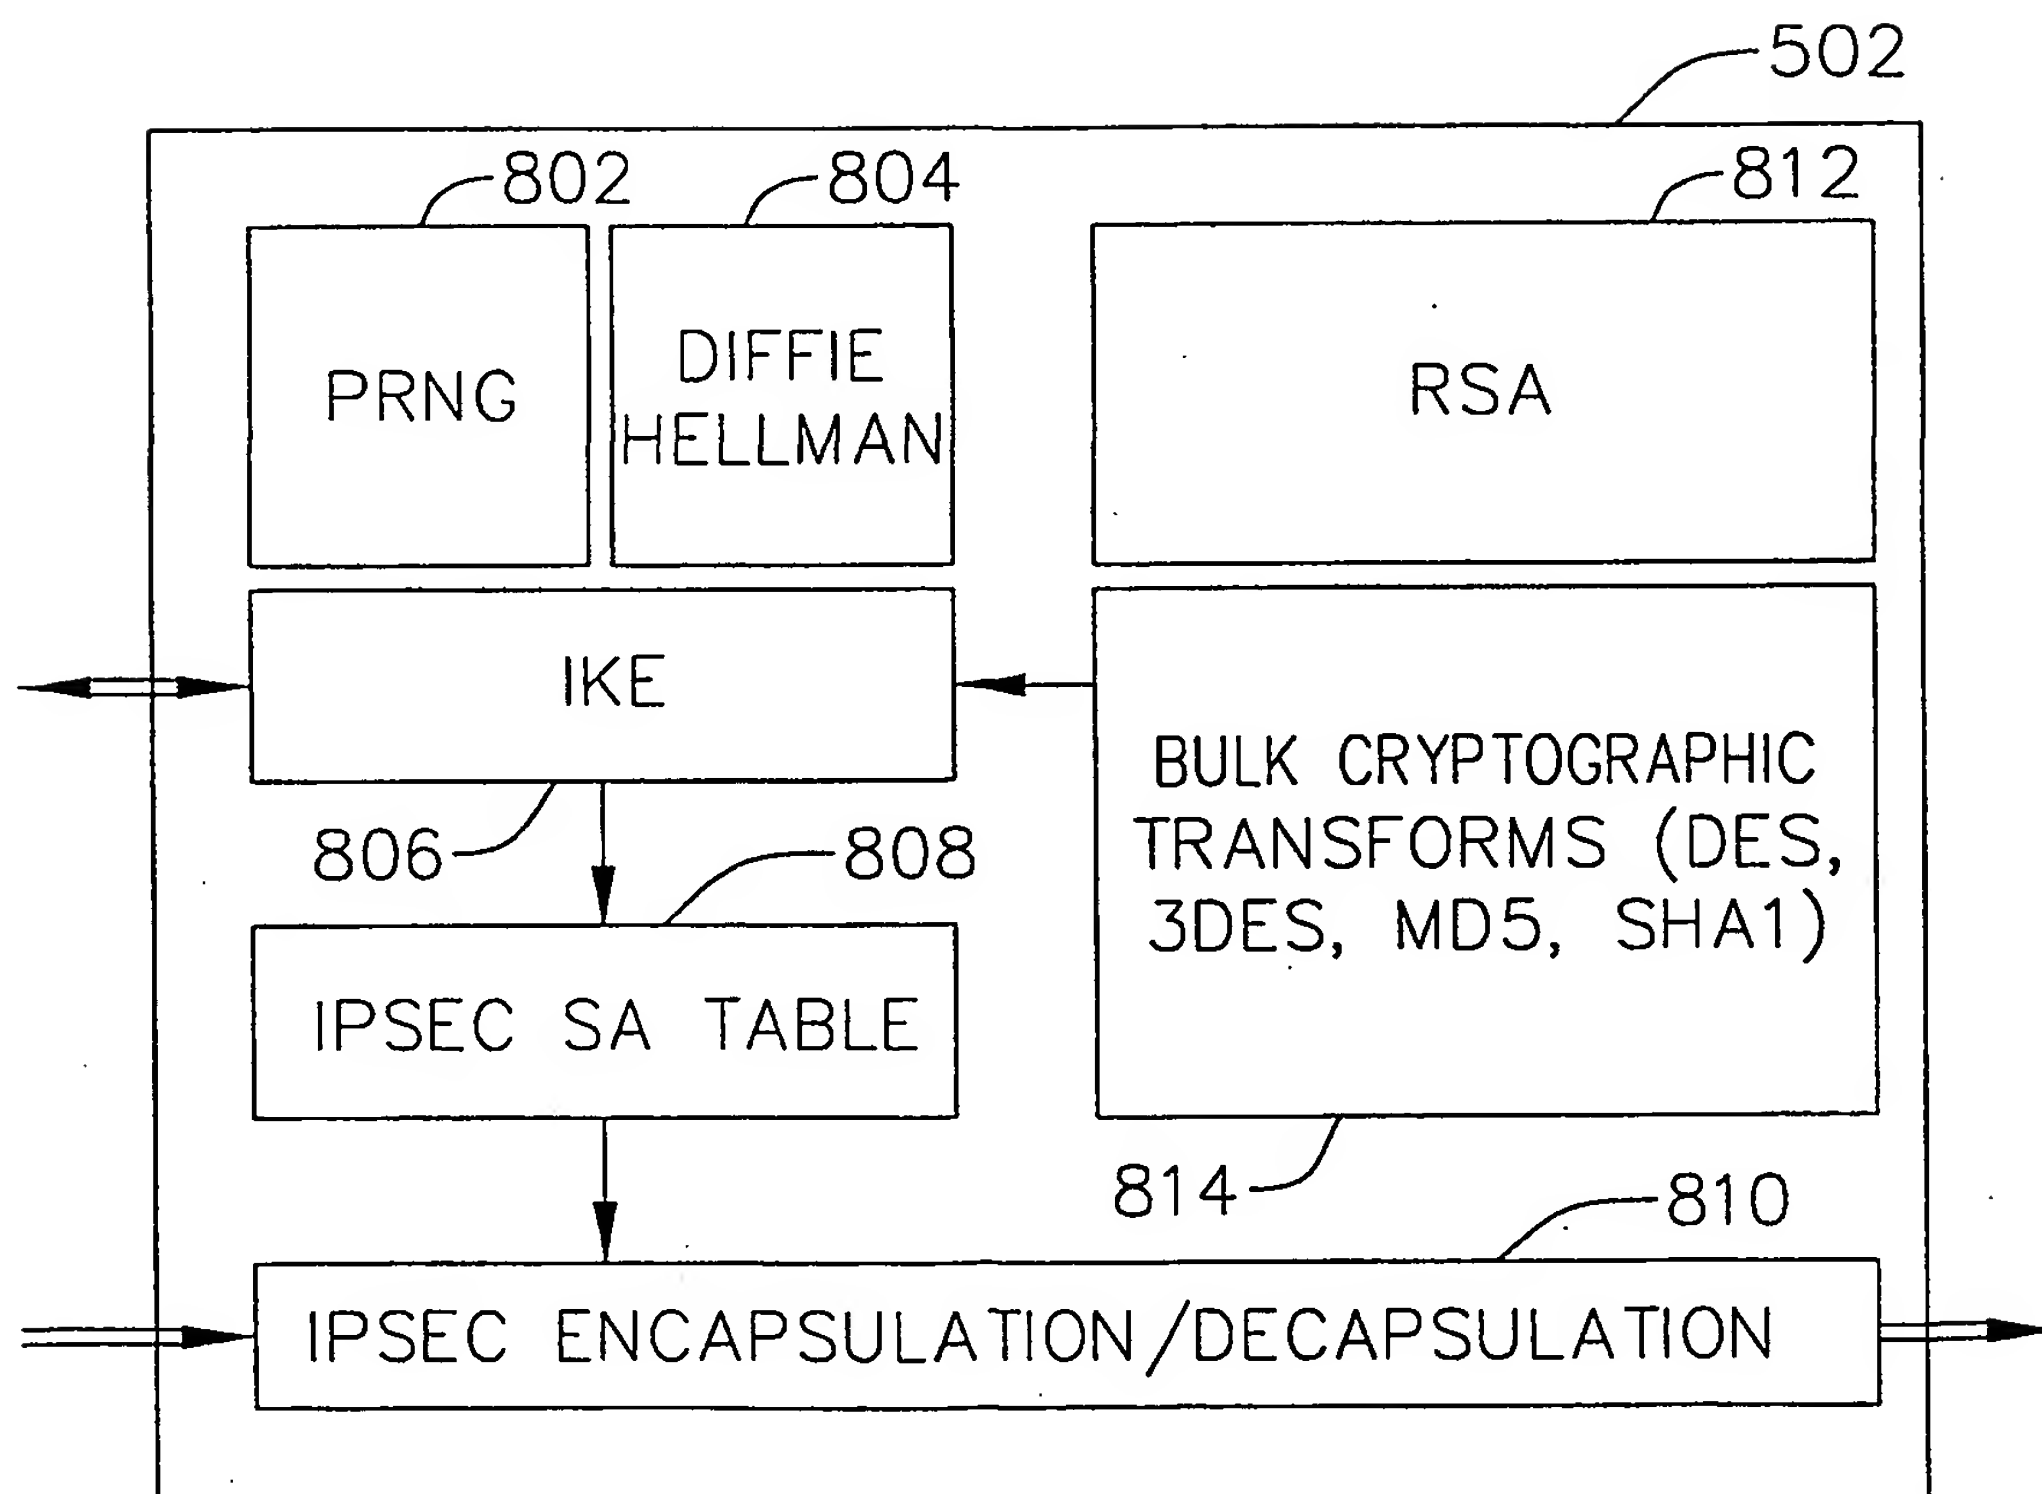 502
802
804
812
PRNG
DIFFIE
HELLMAN
RSA
IKE
BULK CRYPTOGRAPHIC
TRANSFORMS (DES,
3DES, MD5, SHA1)
806
808
IPSEC SA TABLE
814
810
IPSEC ENCAPSULATION/DECAPSULATION